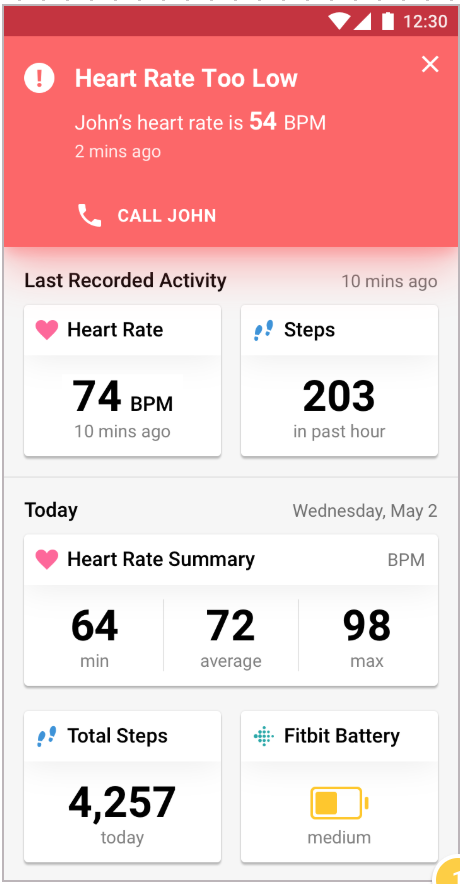 12:30
Heart Rate Too Low
John’s heart rate is 54 BPM
2 mins ago
CALL JOHN
Last Recorded Activity 10 mins ago
Heart Rate
74 BPM
10 mins ago
Steps
203
in past hour
Today Wednesday, May 2
Heart Rate Summary BPM
64
min
72
average
98
max
Total Steps
4,257
today
Fitbit Battery
medium